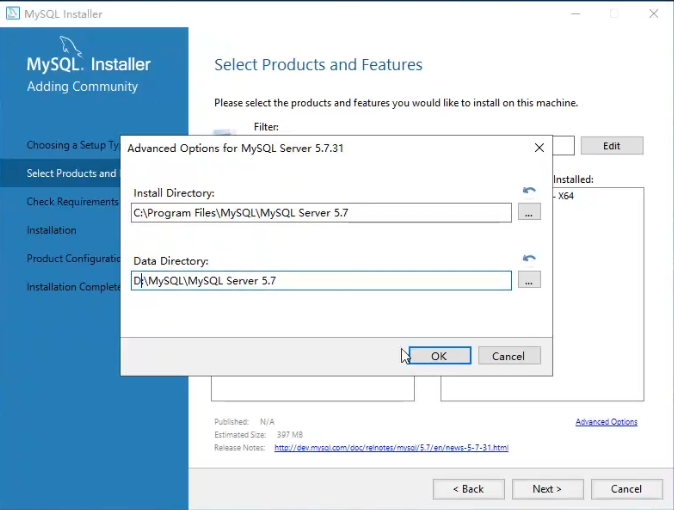 MySQL Installer
MySQL. Installer
Adding Community
Choosing a Setup Ty
Select Products and
Check Requirements
Installation
Product Configuratio
Installation Complete
Select Products and Features
Please select the products and features you would like to install on this machine.
Filter:
Edit
Installed:
- X64
Advanced Options for MySQL Server 5.7.31
Install Directory:
C:\Program Files\MySQL\MySQL Server 5.7
...
Data Directory:
D:\MySQL\MySQL Server 5.7
...
OK
Cancel
Published: N/A
Advanced Options
Estimated Size: 397 MB
Release Notes: http://dev.mysql.com/doc/relnotes/mysql/5.7/en/news-5-7-31.html
< Back
Next >
Cancel